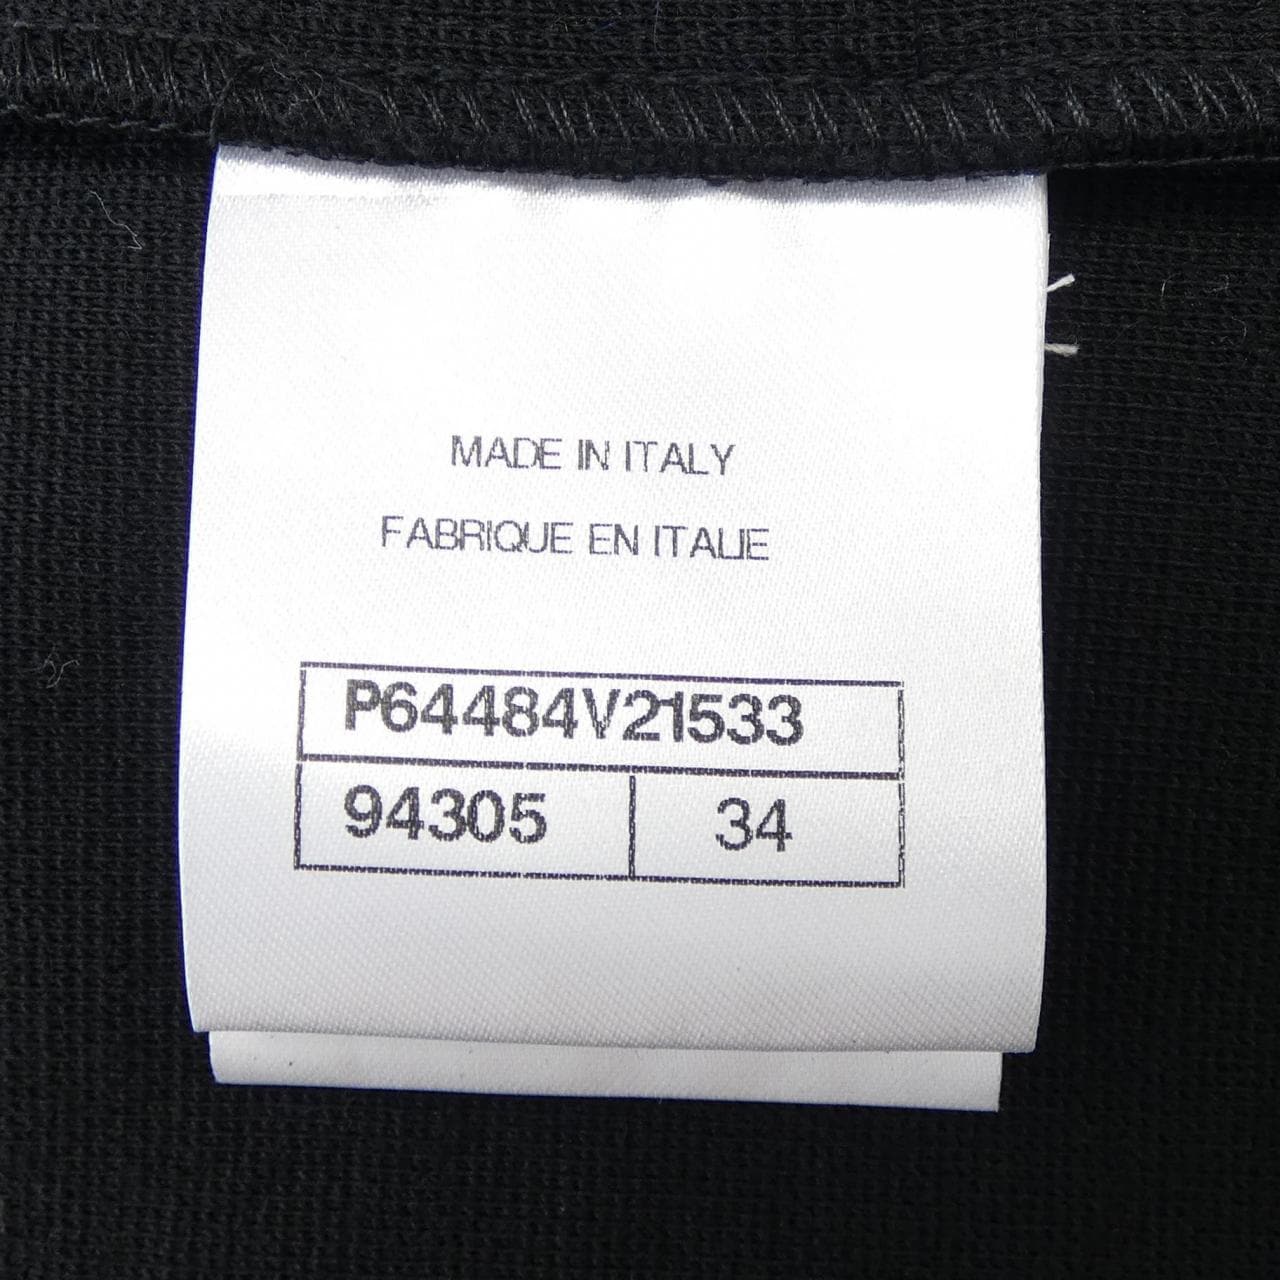 MADE IN ITALY
FABRIQUE EN ITALIE
P64484V21533
94305 34